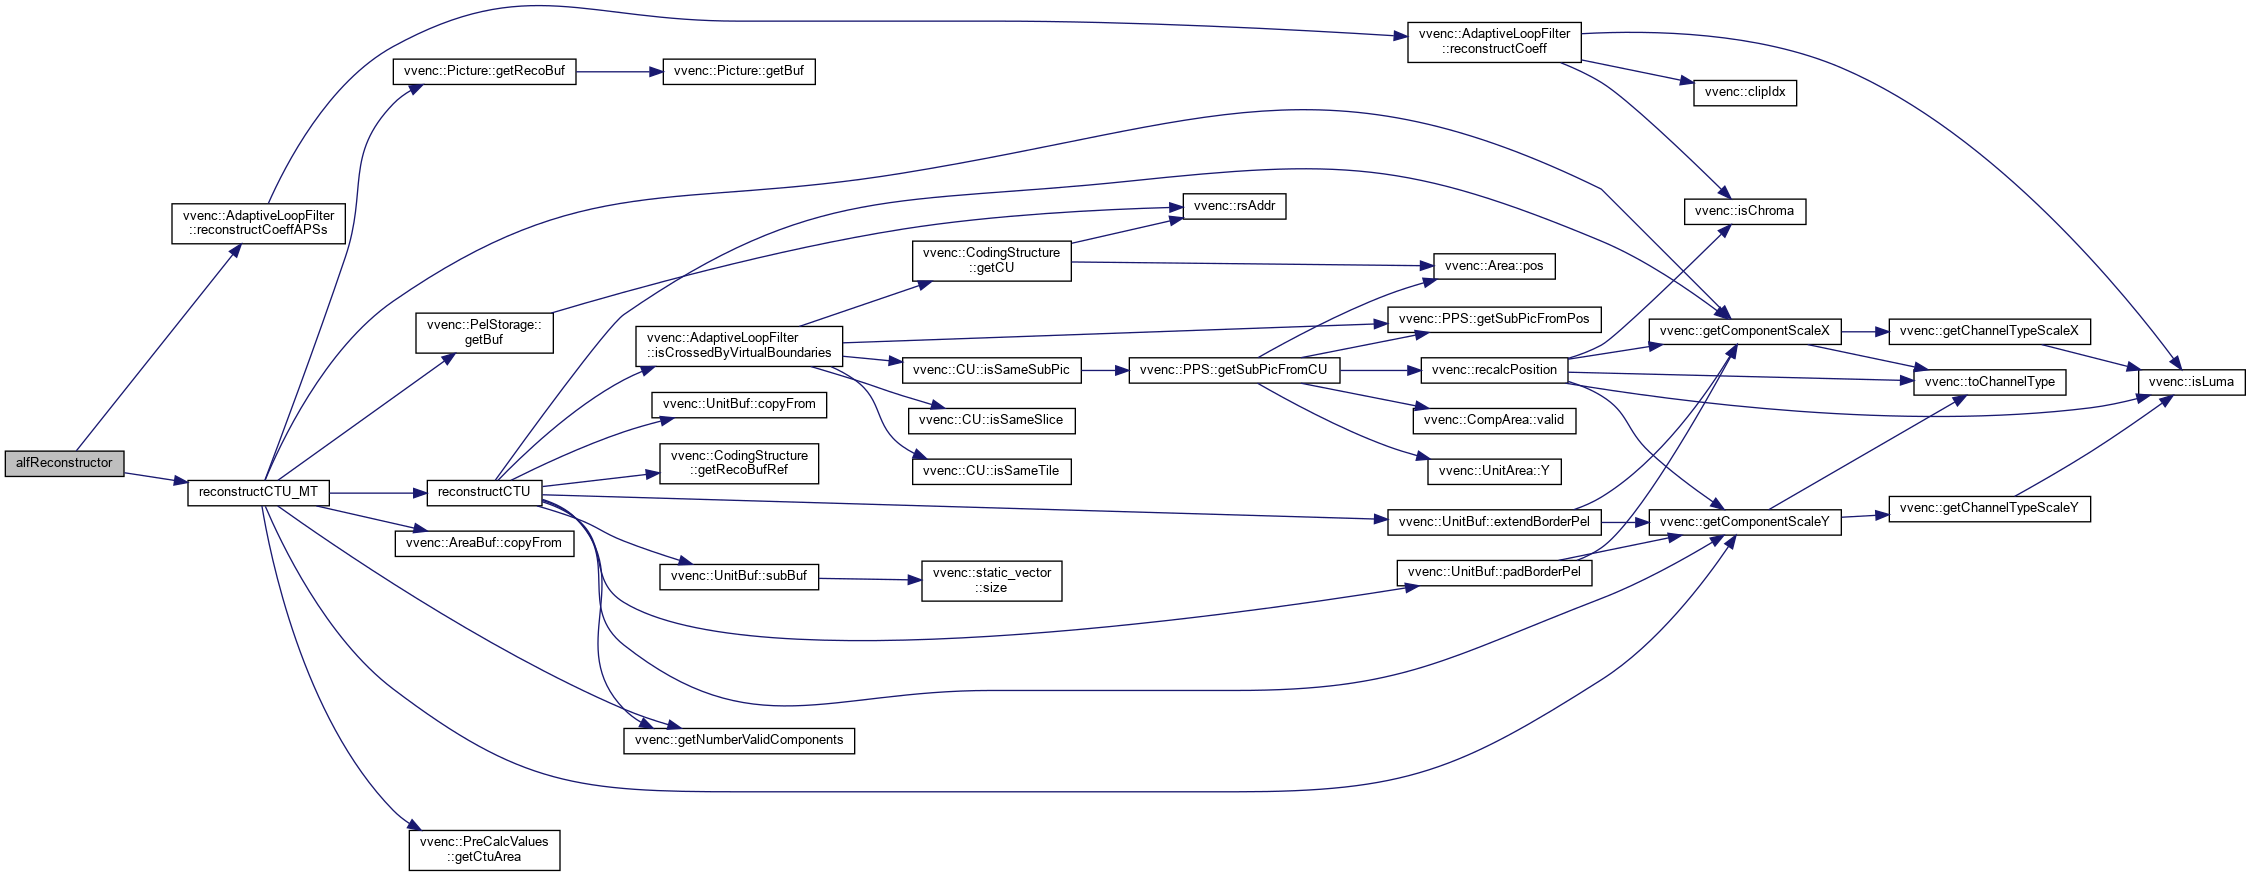 alfReconstructor
vvenc::AdaptiveLoopFilter
::reconstructCoeffAPSs
reconstructCTU_MT
vvenc::Picture::getRecoBuf
vvenc::PelStorage::
getBuf
reconstructCTU
vvenc::AreaBuf::copyFrom
vvenc::PreCalcValues
::getCtuArea
vvenc::Picture::getBuf
vvenc::AdaptiveLoopFilter
::isCrossedByVirtualBoundaries
vvenc::UnitBuf::copyFrom
vvenc::CodingStructure
::getRecoBufRef
vvenc::UnitBuf::subBuf
vvenc::getNumberValidComponents
vvenc::CodingStructure
::getCU
vvenc::CU::isSameSubPic
vvenc::CU::isSameSlice
vvenc::CU::isSameTile
vvenc::static_vector
::size
vvenc::rsAddr
vvenc::PPS::getSubPicFromCU
vvenc::AdaptiveLoopFilter
::reconstructCoeff
vvenc::Area::pos
vvenc::PPS::getSubPicFromPos
vvenc::recalcPosition
vvenc::CompArea::valid
vvenc::UnitArea::Y
vvenc::UnitBuf::extendBorderPel
vvenc::UnitBuf::padBorderPel
vvenc::clipIdx
vvenc::isChroma
vvenc::getComponentScaleX
vvenc::getComponentScaleY
vvenc::getChannelTypeScaleX
vvenc::toChannelType
vvenc::getChannelTypeScaleY
vvenc::isLuma